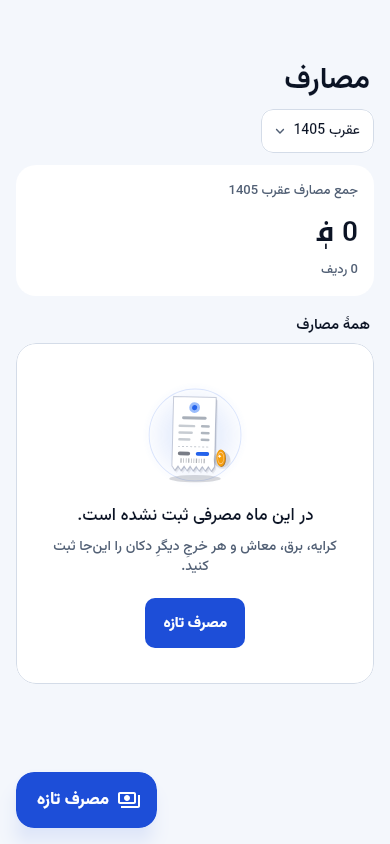 مصارف
عقرب 1405
جمع مصارف عقرب 1405
0 ؋
0 ردیف
همهٔ مصارف
در این ماه مصرفی ثبت نشده است.
کرایه، برق، معاش و هر خرجِ دیگرِ دکان را این‌جا ثبت
کنید.
مصرف تازه
مصرف تازه